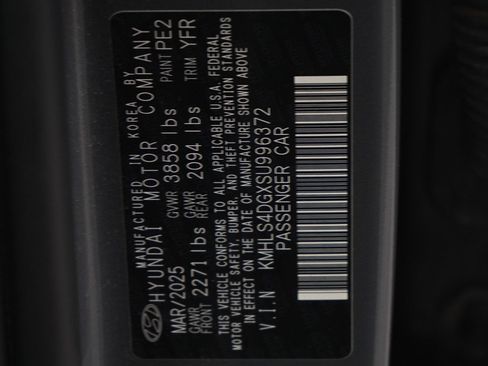 MANUFACTURED IN KOREA BY
HYUNDAI MOTOR COMPANY
MAR/2025 GVWR 3858 lbs PAINT PE2
GAWR FRONT 2271 lbs GAWR REAR 2094 lbs TRIM YFR
THIS VEHICLE CONFORMS TO ALL APPLICABLE U.S.A. FEDERAL
MOTOR VEHICLE SAFETY, BUMPER, AND THEFT PREVENTION STANDARDS
IN EFFECT ON THE DATE OF MANUFACTURE SHOWN ABOVE
V.I.N KMHLS4DGXSU996372
PASSENGER CAR